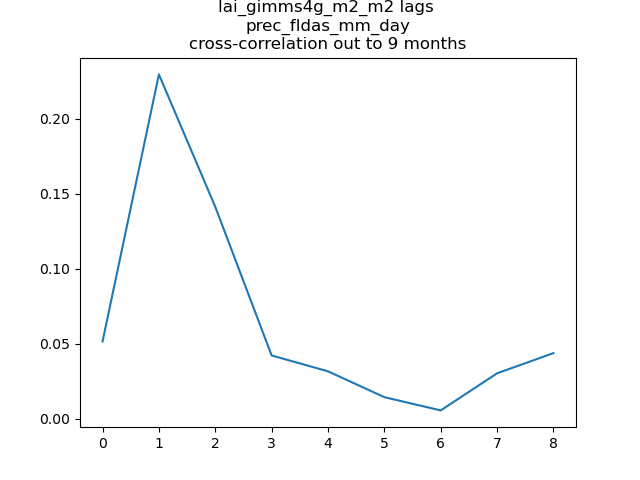 lai_gimms4g_m2_m2 lags
prec_fldas_mm_day
cross-correlation out to 9 months
0.20
0.15
0.10
0.05
0.00
0 1 2 3 4 5 6 7 8